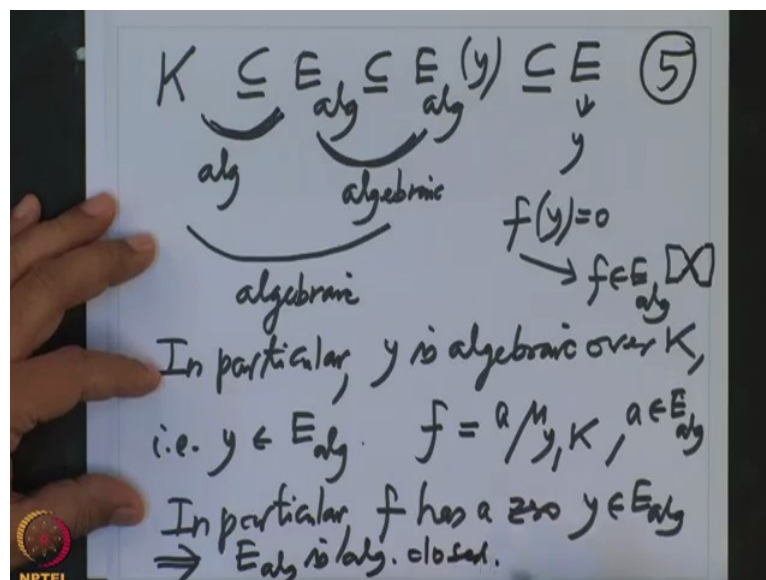 K ⊆ E_alg ⊆ E_alg(y) ⊆ E ⑤
alg algebraic y
f(y)=0
algebraic f∈E_alg[X]
In particular, y is algebraic over K,
i.e. y ∈ E_alg. f = a μ_y,K, a ∈ E_alg
In particular, f has a zero y ∈ E_alg
⇒ E_alg is alg. closed.
NPTEL